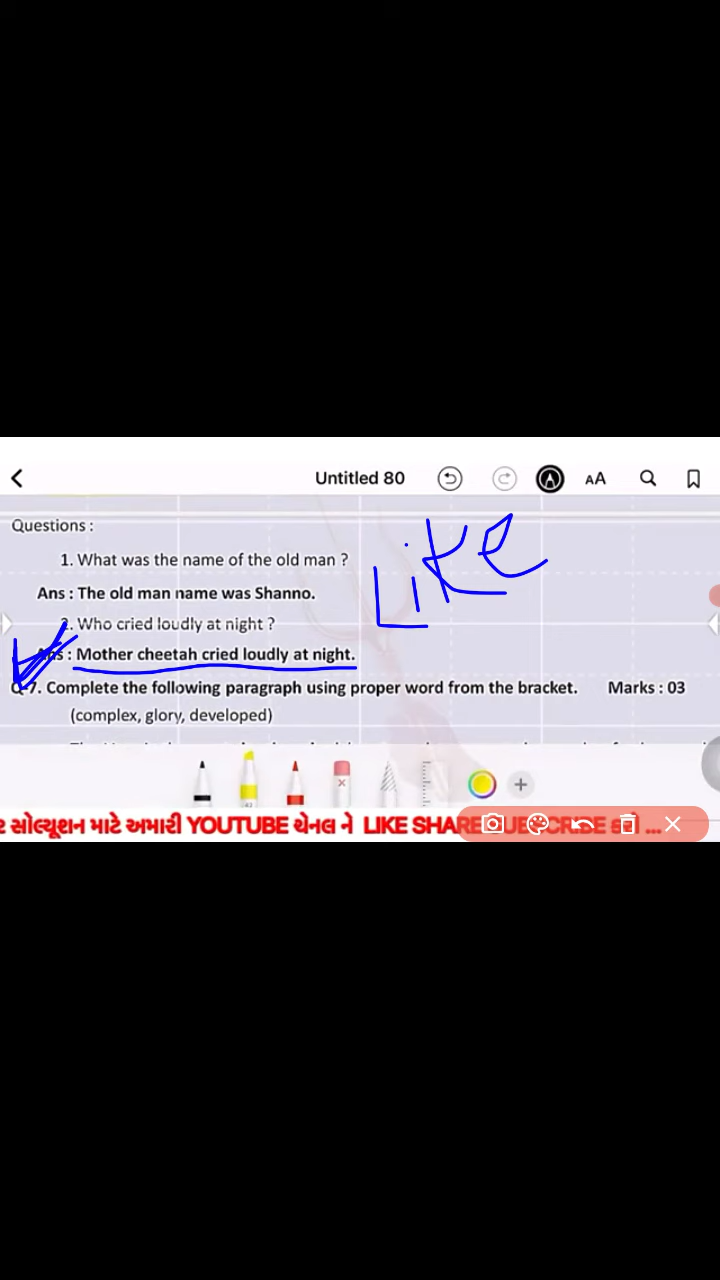 Untitled 80
AA
Questions :
1. What was the name of the old man ?
Ans : The old man name was Shanno.
2. Who cried loudly at night ?
Ans : Mother cheetah cried loudly at night.
Like
Q.7. Complete the following paragraph using proper word from the bracket. Marks : 03
(complex, glory, developed)
સોલ્યુશન માટે અમારી YOUTUBE ચેનલ ને LIKE SHARE SUBSCRIBE કરો ...